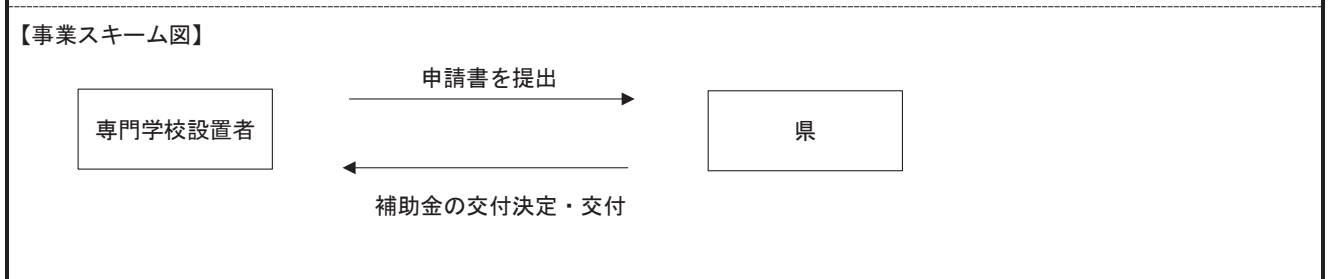 【事業スキーム図】
申請書を提出
専門学校設置者
県
補助金の交付決定・交付